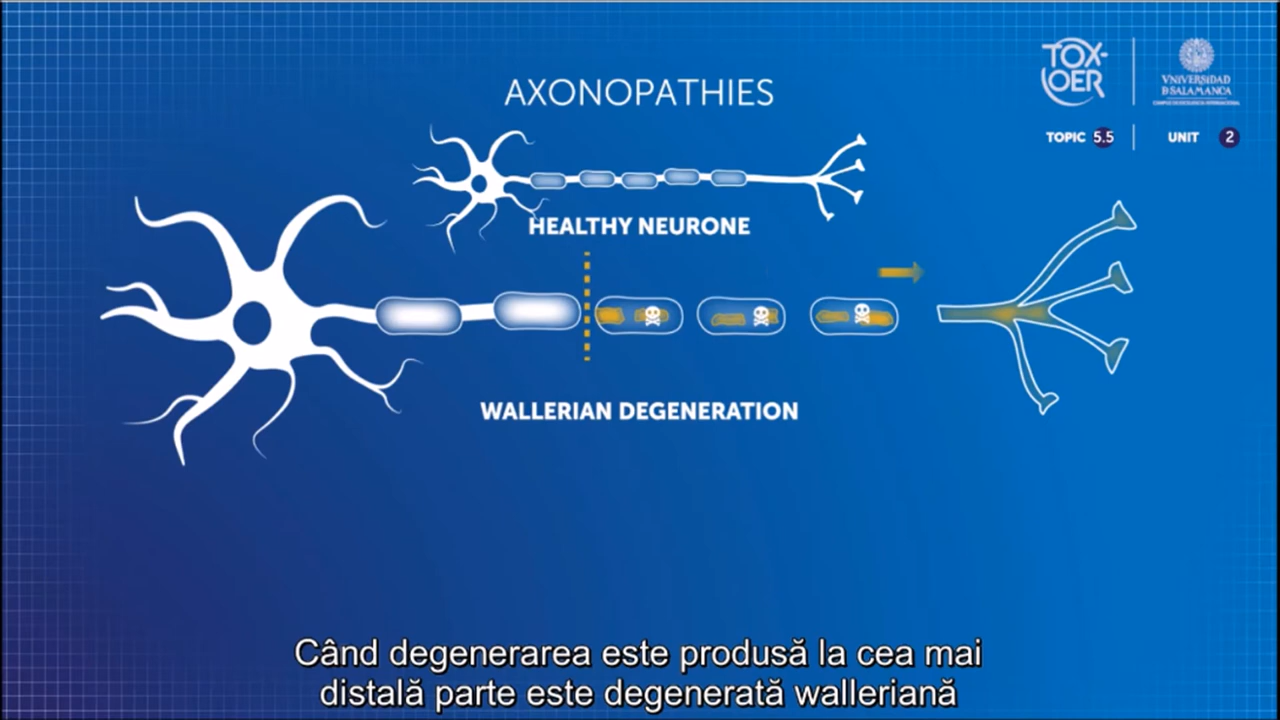 AXONOPATHIES
TOX-
OER
VNIVERSIDAD
D SALAMANCA
TOPIC 5.5
UNIT 2
HEALTHY NEURONE
WALLERIAN DEGENERATION
Când degenerarea este produsă la cea mai
distală parte este degenerată walleriană